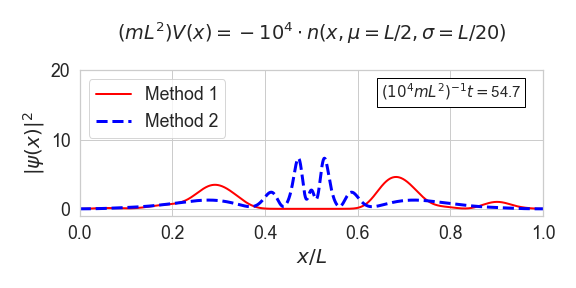 (mL²)V(x) = −10⁴ · n(x, μ = L/2, σ = L/20)
20
10
0
|ψ(x)|²
Method 1
Method 2
(10⁴mL²)⁻¹t = 54.7
0.0 0.2 0.4 0.6 0.8 1.0
x/L